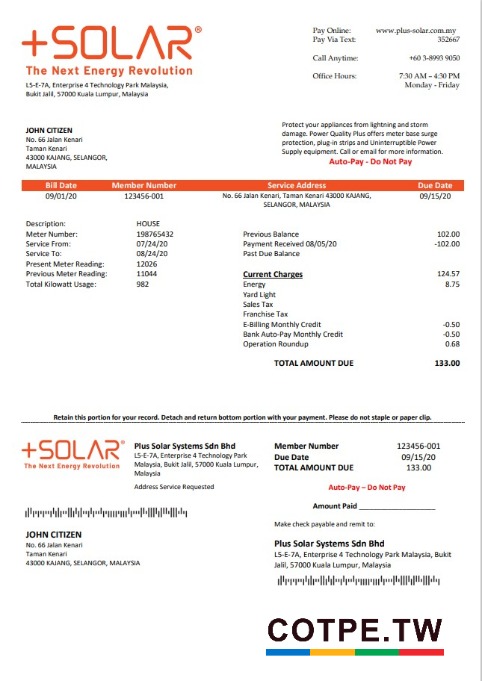 +SOLAR®
The Next Energy Revolution
L5-E-7A, Enterprise 4 Technology Park Malaysia,
Bukit Jalil, 57000 Kuala Lumpur, Malaysia
Pay Online: www.plus-solar.com.my
Pay Via Text: 352667
Call Anytime: +60 3-8993 9050
Office Hours: 7:30 AM – 4:30 PM
Monday - Friday
JOHN CITIZEN
No. 66 Jalan Kenari
Taman Kenari
43000 KAJANG, SELANGOR,
MALAYSIA
Protect your appliances from lightning and storm
damage. Power Quality Plus offers meter base surge
protection, plug-in strips and Uninterruptible Power
Supply equipment. Call or email for more information.
Auto-Pay - Do Not Pay
Bill Date Member Number Service Address Due Date
09/01/20 123456-001 No. 66 Jalan Kenari, Taman Kenari 43000 KAJANG, 09/15/20
SELANGOR, MALAYSIA
Description: HOUSE
Meter Number: 198765432
Service From: 07/24/20
Service To: 08/24/20
Present Meter Reading: 12026
Previous Meter Reading: 11044
Total Kilowatt Usage: 982
Previous Balance 102.00
Payment Received 08/05/20 -102.00
Past Due Balance
Current Charges 124.57
Energy 8.75
Yard Light
Sales Tax
Franchise Tax
E-Billing Monthly Credit -0.50
Bank Auto-Pay Monthly Credit -0.50
Operation Roundup 0.68
TOTAL AMOUNT DUE 133.00
Retain this portion for your record. Detach and return bottom portion with your payment. Please do not staple or paper clip.
+SOLAR®
The Next Energy Revolution
Plus Solar Systems Sdn Bhd
L5-E-7A, Enterprise 4 Technology Park
Malaysia, Bukit Jalil, 57000 Kuala Lumpur,
Malaysia
Address Service Requested
Member Number 123456-001
Due Date 09/15/20
TOTAL AMOUNT DUE 133.00
Auto-Pay – Do Not Pay
Amount Paid
Make check payable and remit to:
JOHN CITIZEN
No. 66 Jalan Kenari
Taman Kenari
43000 KAJANG, SELANGOR, MALAYSIA
Plus Solar Systems Sdn Bhd
L5-E-7A, Enterprise 4 Technology Park Malaysia, Bukit
Jalil, 57000 Kuala Lumpur, Malaysia
COTPE.TW